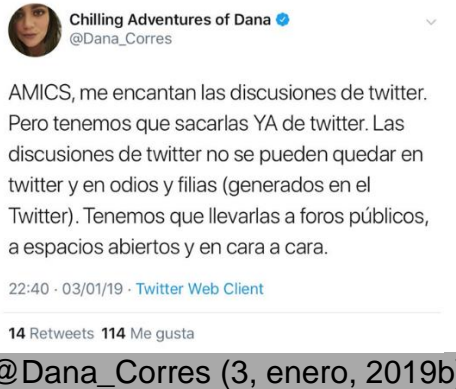 Chilling Adventures of Dana
@Dana_Corres
AMICS, me encantan las discusiones de twitter.
Pero tenemos que sacarlas YA de twitter. Las
discusiones de twitter no se pueden quedar en
twitter y en odios y filias (generados en el
Twitter). Tenemos que llevarlas a foros públicos,
a espacios abiertos y en cara a cara.
22:40 · 03/01/19 · Twitter Web Client
14 Retweets 114 Me gusta
@Dana_Corres (3, enero, 2019b